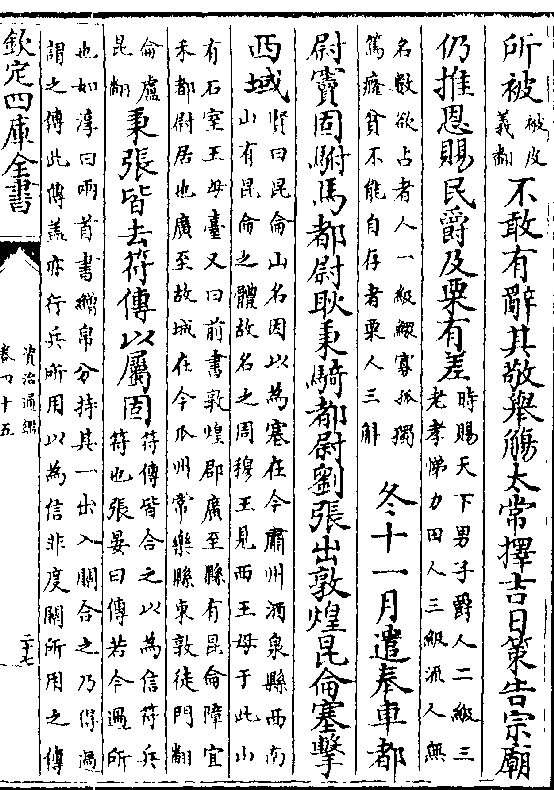 所被被皮義翻不敢有辭其敬舉觴太常擇吉日策告宗廟
仍推恩賜民爵及粟有差時賜天下男子爵人二級三老孝悌力田人三級流人無
名數欲占者人一級鰥寡孤獨篤癃貧不能自存者粟人三斛冬十一月遣奉車都
尉竇固駙馬都尉耿秉騎都尉劉張出敦煌昆侖塞擊
西域賢曰昆侖山名因以為塞在今肅州酒泉縣西南山有昆侖之體故名之周穆王見西王母于此山
有石室王母臺又曰前書敦煌郡廣至縣有昆侖障宜禾都尉居也廣至故城在今瓜州常樂縣東敦徒門翻
侖盧昆翻秉張皆去符傳以屬固符傳皆合之以為信符兵符也張晏曰傳若今過所
也如淳曰兩首書繒帛分持其一出入關合之乃得過謂之傳此傳蓋亦行兵所用以為信非度關所用之傳
欽定四庫全書
資治通鑑
卷四十五
二十七